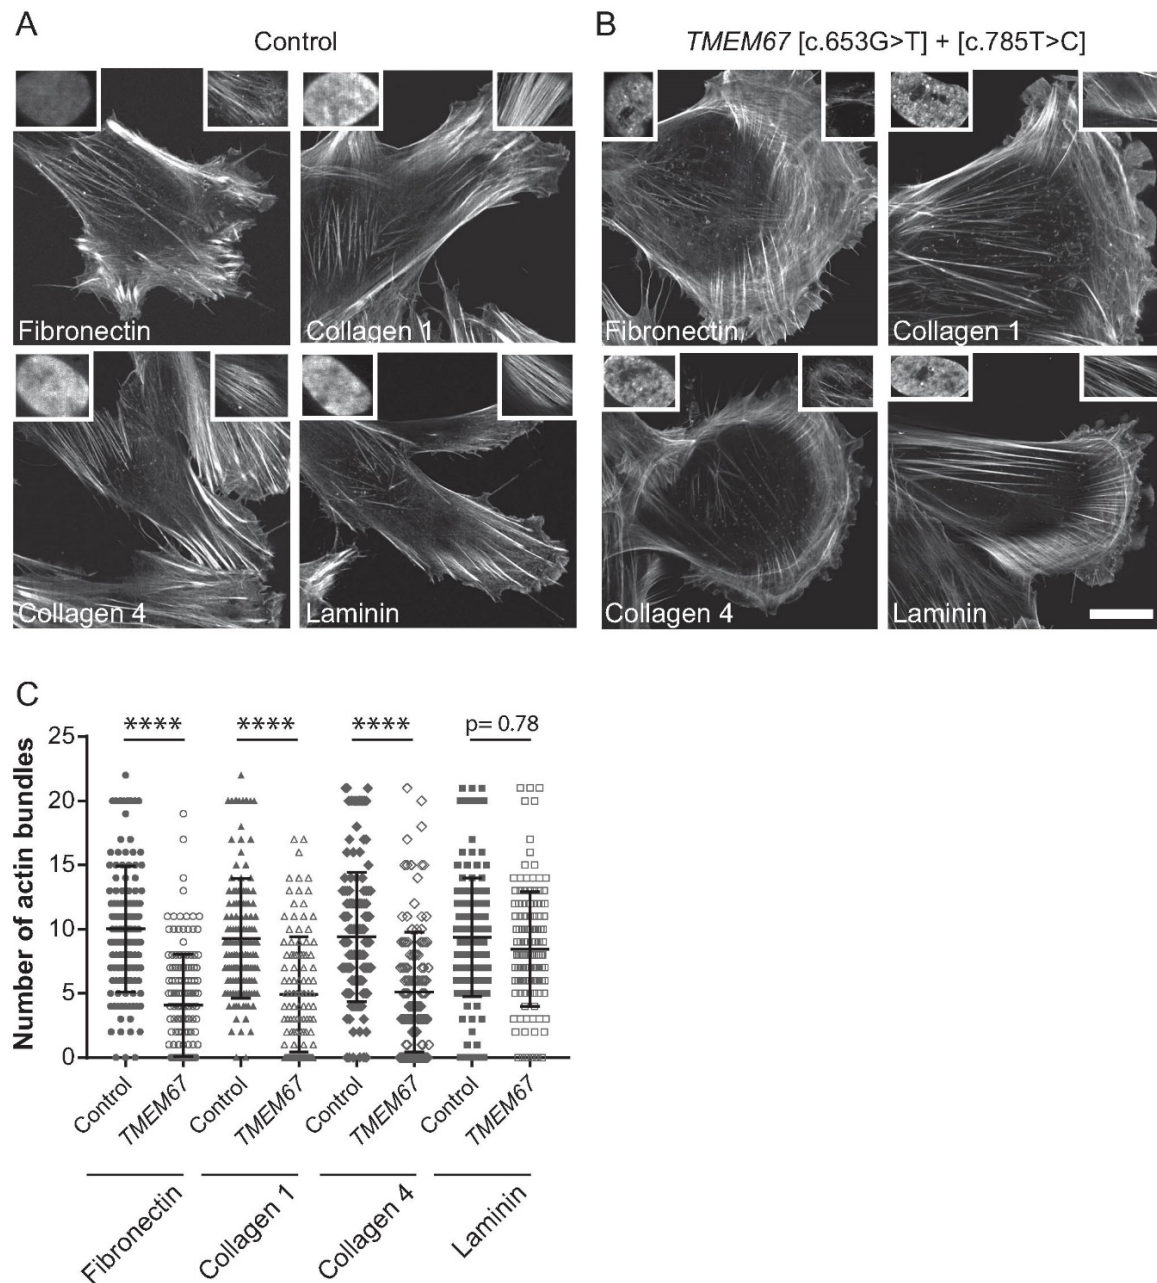 A
Control
B
TMEM67 [c.653G>T] + [c.785T>C]
Fibronectin
Collagen 1
Fibronectin
Collagen 1
Collagen 4
Laminin
Collagen 4
Laminin
C
**** **** **** p= 0.78
Number of actin bundles
25
20
15
10
5
0
Control TMEM67 Control TMEM67 Control TMEM67 Control TMEM67
Fibronectin Collagen 1 Collagen 4 Laminin